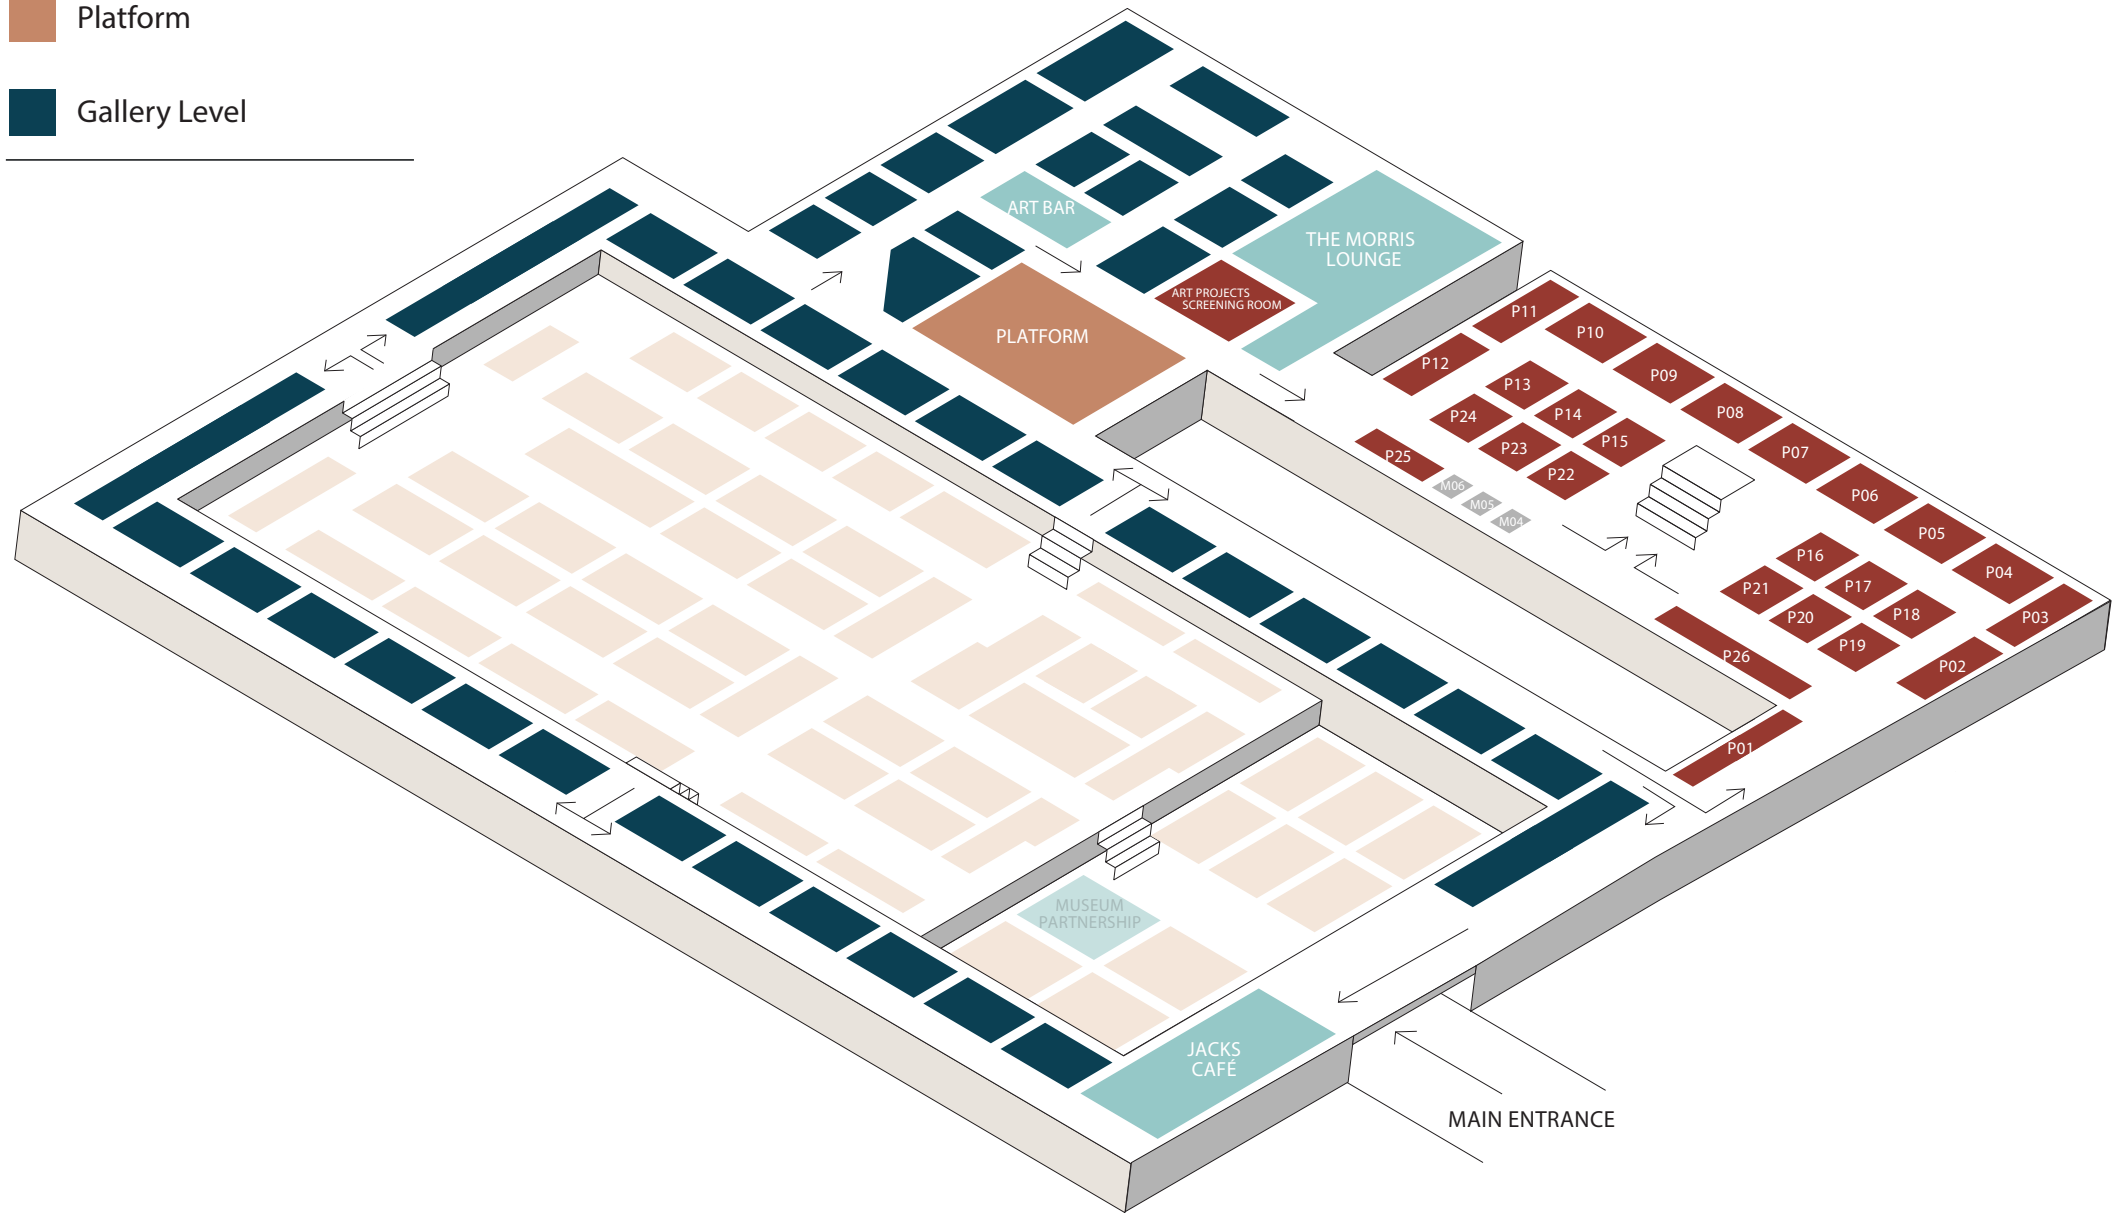 Platform
Gallery Level
ART BAR
THE MORRIS
LOUNGE
ART PROJECTS
SCREENING ROOM
PLATFORM
P11
P10
P12
P09
P13
P08
P24
P14
P15
P07
P25
P23
P22
M06
M05
M04
P06
P05
P16
P04
P21
P17
P20
P18
P03
P19
P26
P02
P01
MUSEUM
PARTNERSHIP
JACKS
CAFÉ
MAIN ENTRANCE